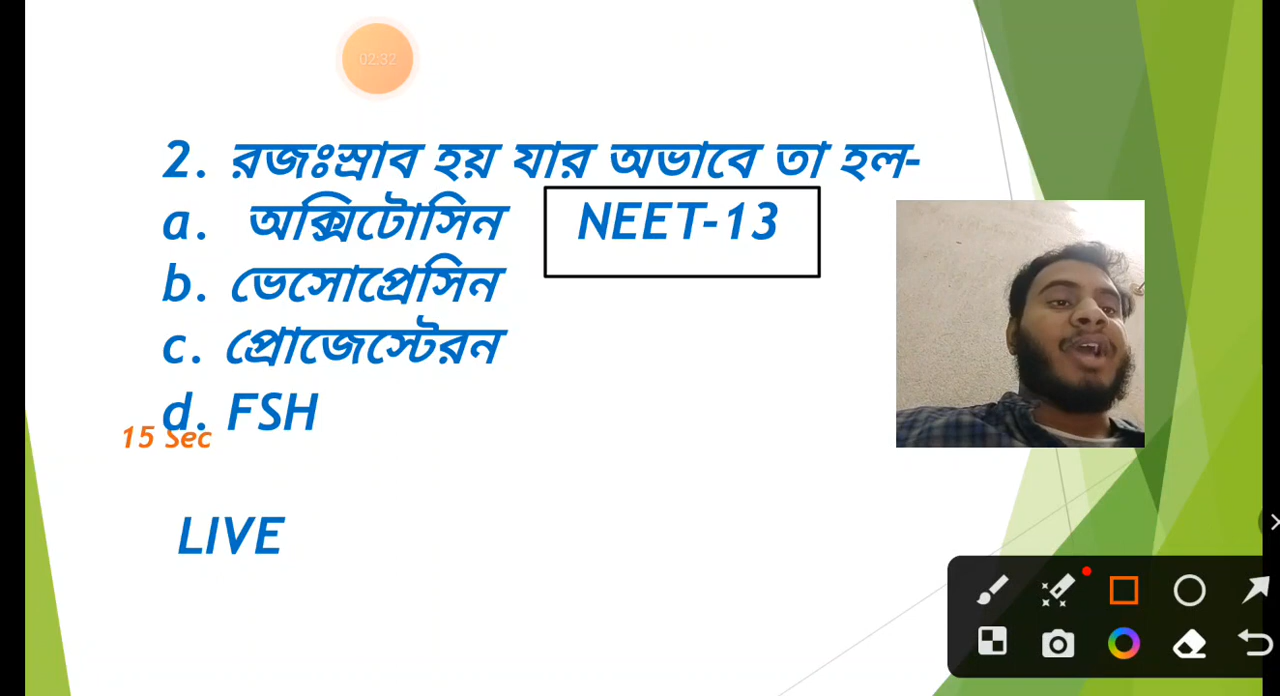 02:32
2. রজঃস্রাব হয় যার অভাবে তা হল-
a. অক্সিটোসিন
NEET-13
b. ভেসোপ্রেসিন
c. প্রোজেস্টেরন
d. FSH
15 Sec
LIVE